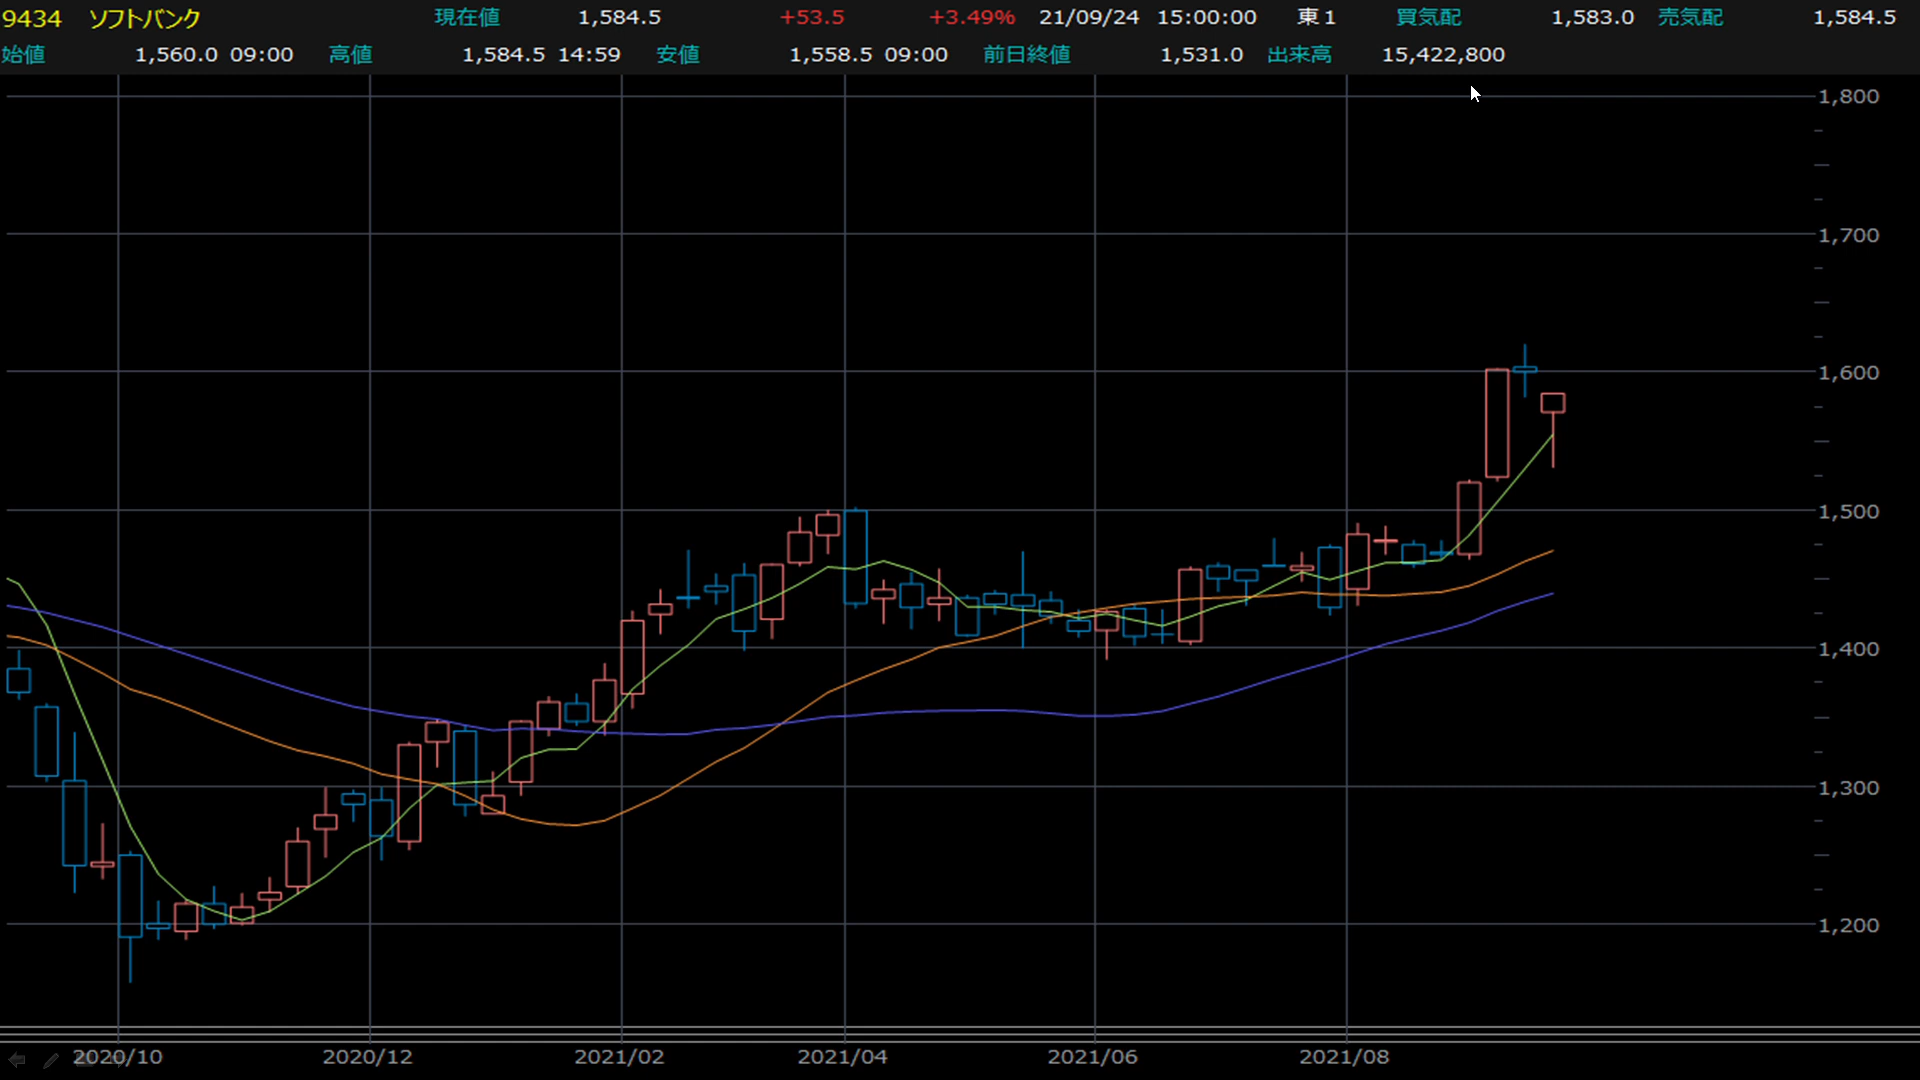 9434 ソフトバンク 現在値 1,584.5 +53.5 +3.49% 21/09/24 15:00:00 東1 買気配 1,583.0 売気配 1,584.5
始値 1,560.0 09:00 高値 1,584.5 14:59 安値 1,558.5 09:00 前日終値 1,531.0 出来高 15,422,800
1,800
1,700
1,600
1,500
1,400
1,300
1,200
2020/10 2020/12 2021/02 2021/04 2021/06 2021/08